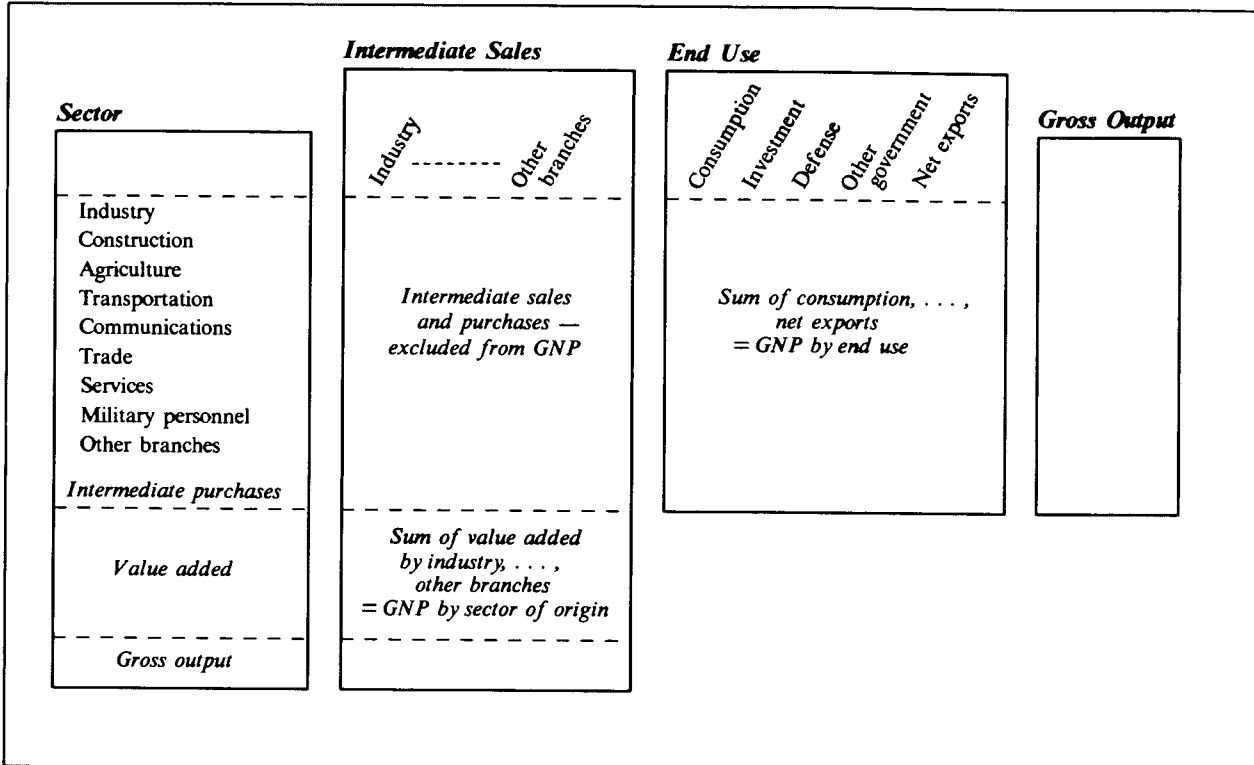 Sector
Industry
Construction
Agriculture
Transportation
Communications
Trade
Services
Military personnel
Other branches
Intermediate purchases
Value added
Gross output
Intermediate Sales
Industry
Other
branches
Intermediate sales
and purchases —
excluded from GNP
Sum of value added
by industry, . . . ,
other branches
= GNP by sector of origin
End Use
Consumption
Investment
Defense
Other
government
Net exports
Sum of consumption, . . . ,
net exports
= GNP by end use
Gross Output